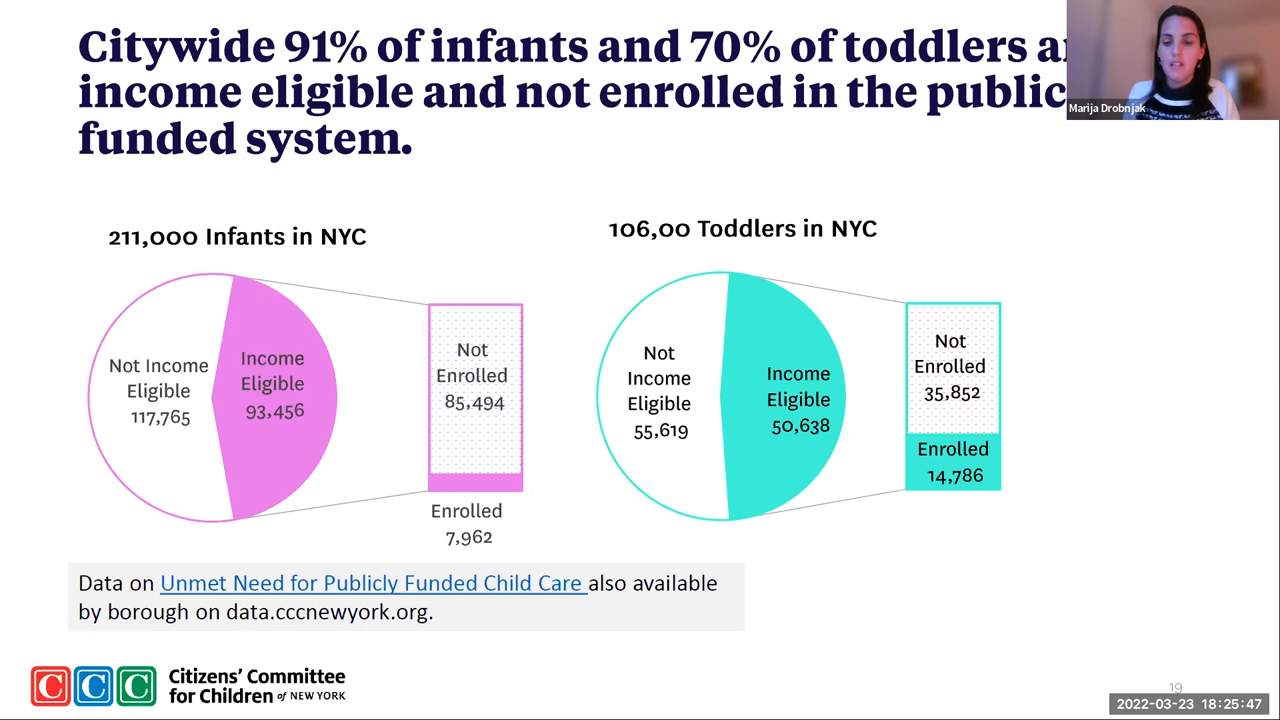 Citywide 91% of infants and 70% of toddlers
income eligible and not enrolled in the public
funded system.
Marija Drobnjak
211,000 Infants in NYC
106,00 Toddlers in NYC
Not Income
Eligible
117,765
Income
Eligible
93,456
Not
Enrolled
85,494
Enrolled
7,962
Not
Income
Eligible
55,619
Income
Eligible
50,638
Not
Enrolled
35,852
Enrolled
14,786
Data on Unmet Need for Publicly Funded Child Care also available
by borough on data.cccnewyork.org.
C C C
Citizens' Committee
for Children of NEW YORK
19
2022-03-23 18:25:47